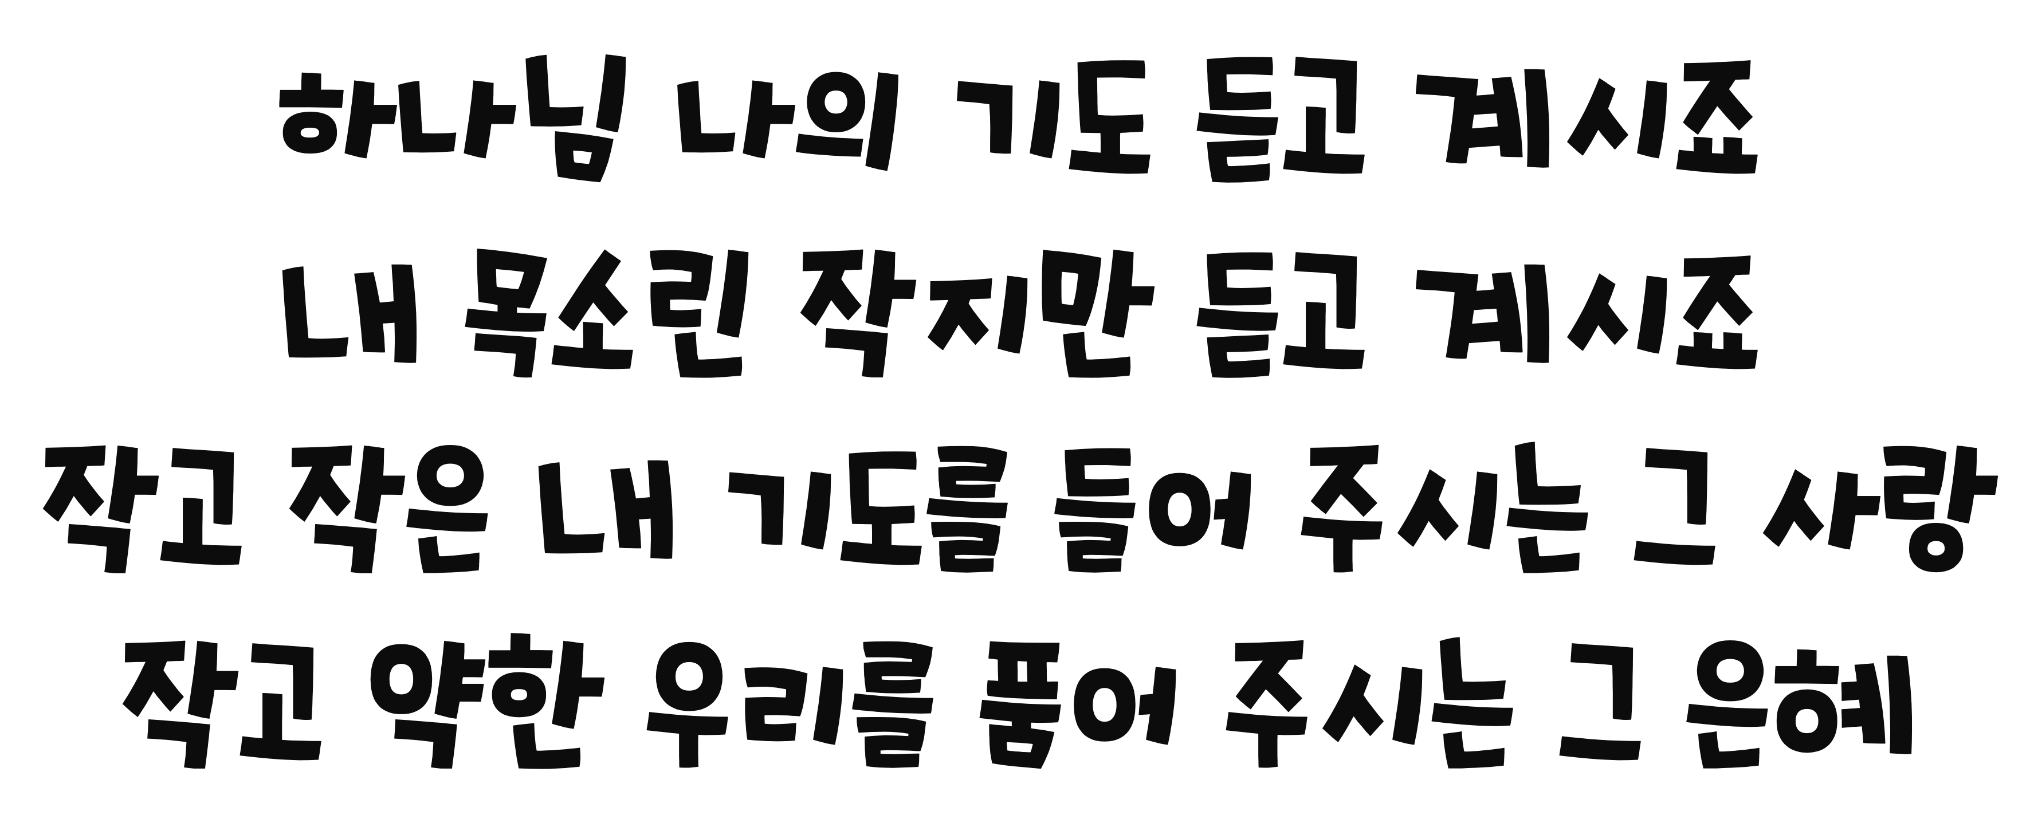 하나님 나의 기도 듣고 계시죠
내 목소린 작지만 듣고 계시죠
작고 작은 내 기도를 들어 주시는 그 사랑
작고 약한 우리를 품어 주시는 그 은혜